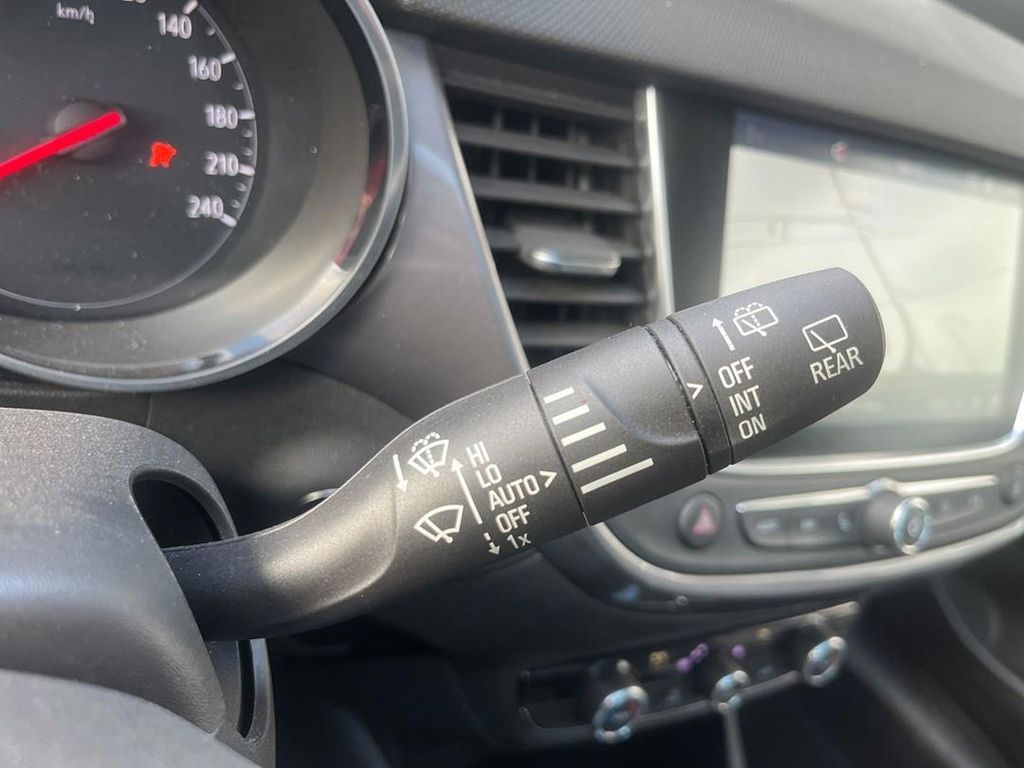 km/h
140
160
180
210
240
HI
LO
AUTO
OFF
1x
OFF
INT
ON
REAR